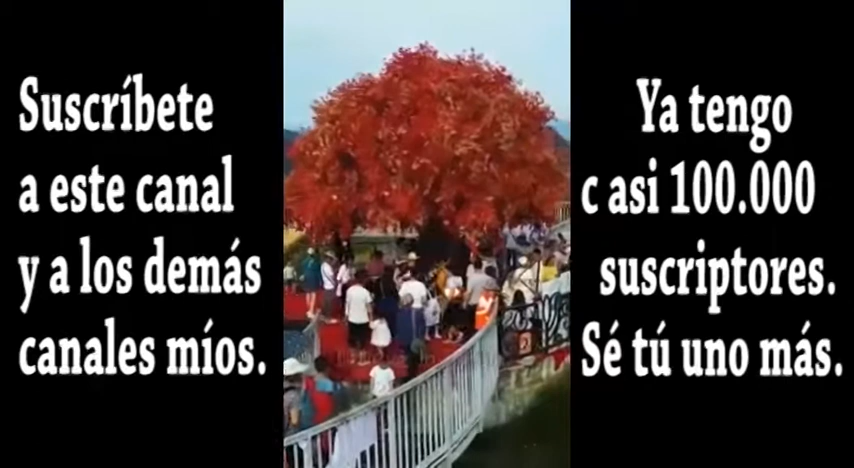 Suscríbete
a este canal
y a los demás
canales míos.
Ya tengo
c asi 100.000
suscriptores.
Sé tú uno más.